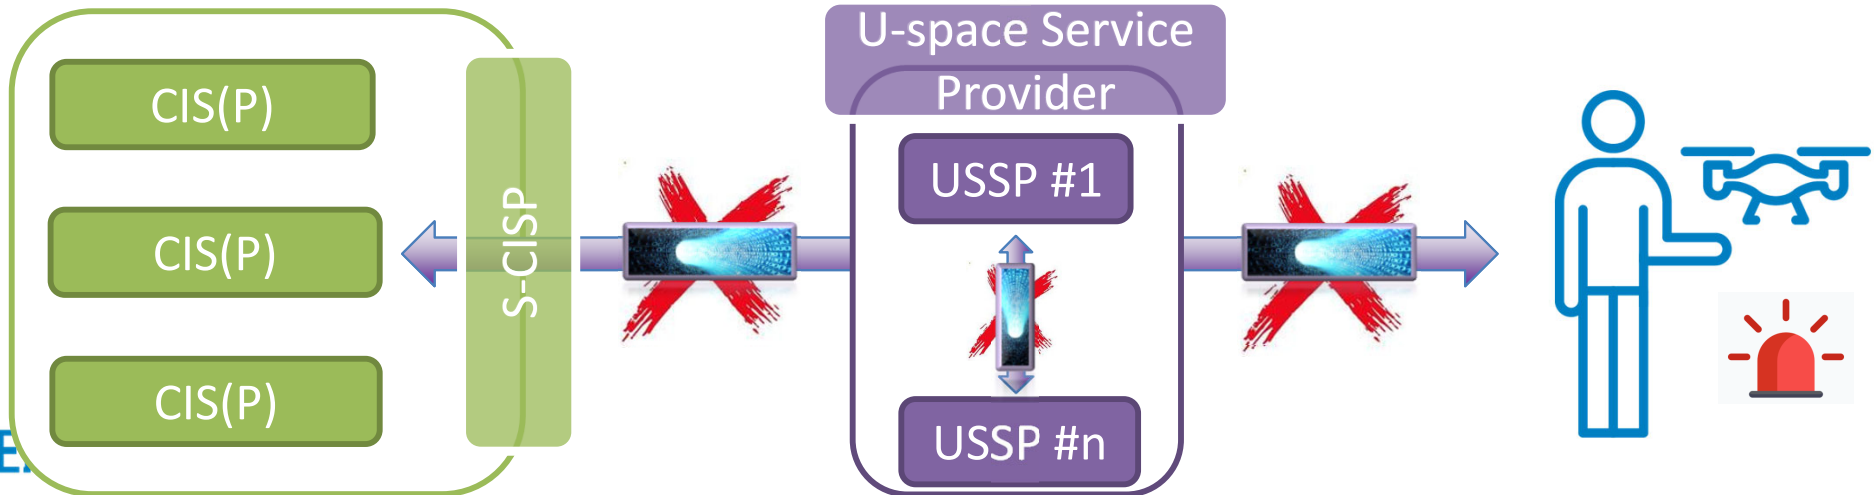 CIS(P)
CIS(P)
CIS(P)
S-CISP
U-space Service
Provider
USSP #1
USSP #n